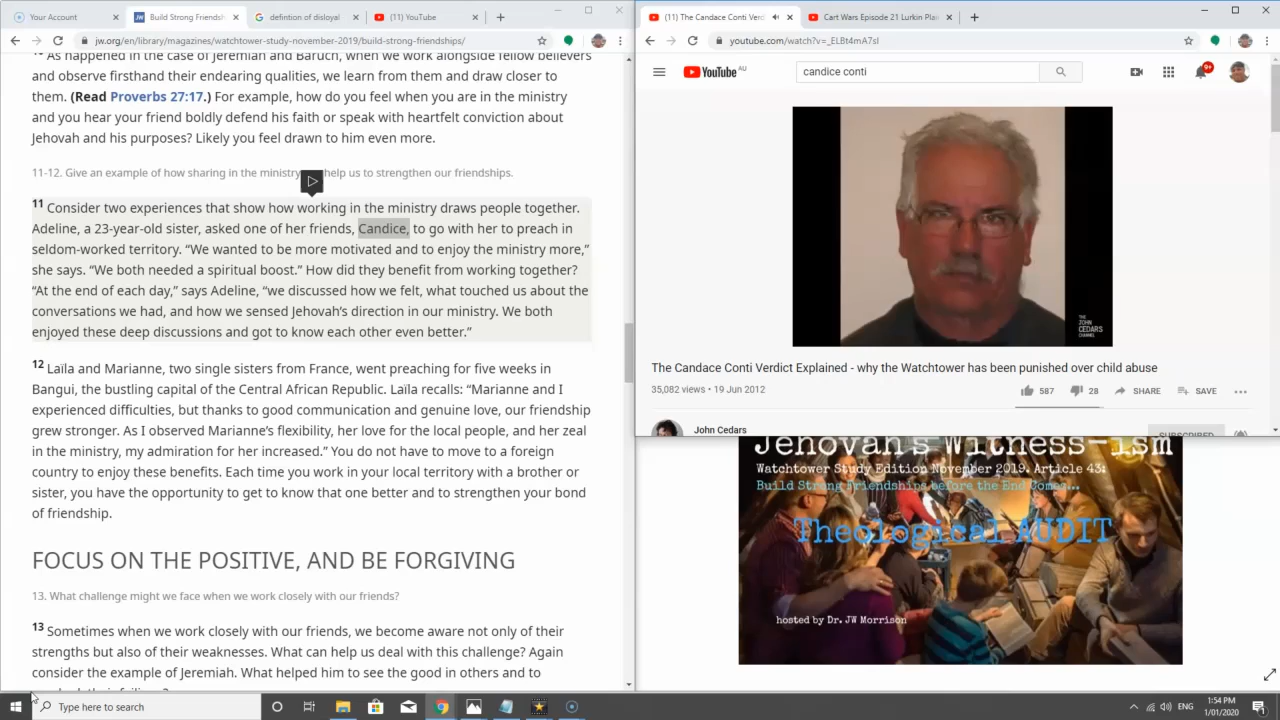 Your Account
Build Strong Friendsh
defintion of disloyal
(11) YouTube
jw.org/en/library/magazines/watchtower-study-november-2019/build-strong-friendships/
As happened in the case of Jeremiah and Baruch, when we work alongside fellow believers
and observe firsthand their endearing qualities, we learn from them and draw closer to
them. (Read Proverbs 27:17.) For example, how do you feel when you are in the ministry
and you hear your friend boldly defend his faith or speak with heartfelt conviction about
Jehovah and his purposes? Likely you feel drawn to him even more.
11-12. Give an example of how sharing in the ministry help us to strengthen our friendships.
11 Consider two experiences that show how working in the ministry draws people together.
Adeline, a 23-year-old sister, asked one of her friends, Candice, to go with her to preach in
seldom-worked territory. “We wanted to be more motivated and to enjoy the ministry more,”
she says. “We both needed a spiritual boost.” How did they benefit from working together?
“At the end of each day,” says Adeline, “we discussed how we felt, what touched us about the
conversations we had, and how we sensed Jehovah’s direction in our ministry. We both
enjoyed these deep discussions and got to know each other even better.”
12 Laïla and Marianne, two single sisters from France, went preaching for five weeks in
Bangui, the bustling capital of the Central African Republic. Laïla recalls: “Marianne and I
experienced difficulties, but thanks to good communication and genuine love, our friendship
grew stronger. As I observed Marianne’s flexibility, her love for the local people, and her zeal
in the ministry, my admiration for her increased.” You do not have to move to a foreign
country to enjoy these benefits. Each time you work in your local territory with a brother or
sister, you have the opportunity to get to know that one better and to strengthen your bond
of friendship.
FOCUS ON THE POSITIVE, AND BE FORGIVING
13. What challenge might we face when we work closely with our friends?
13 Sometimes when we work closely with our friends, we become aware not only of their
strengths but also of their weaknesses. What can help us deal with this challenge? Again
consider the example of Jeremiah. What helped him to see the good in others and to
(11) The Candace Conti Verdi
Cart Wars Episode 21 Lurkin Plai
youtube.com/watch?v=_ELBt4mA7sI
YouTube AU
candice conti
9+
THE
JOHN
CEDARS
CHANNEL
The Candace Conti Verdict Explained - why the Watchtower has been punished over child abuse
35,082 views • 19 Jun 2012
587
28
SHARE
SAVE
John Cedars
SUBSCRIBED
Jehovah's Witness-ism
Watchtower Study Edition November 2019. Article 43:
Build Strong Friendships before the End Comes...
Theological AUDIT
hosted by Dr. JW Morrison
Type here to search
ENG
1:54 PM
1/01/2020
1